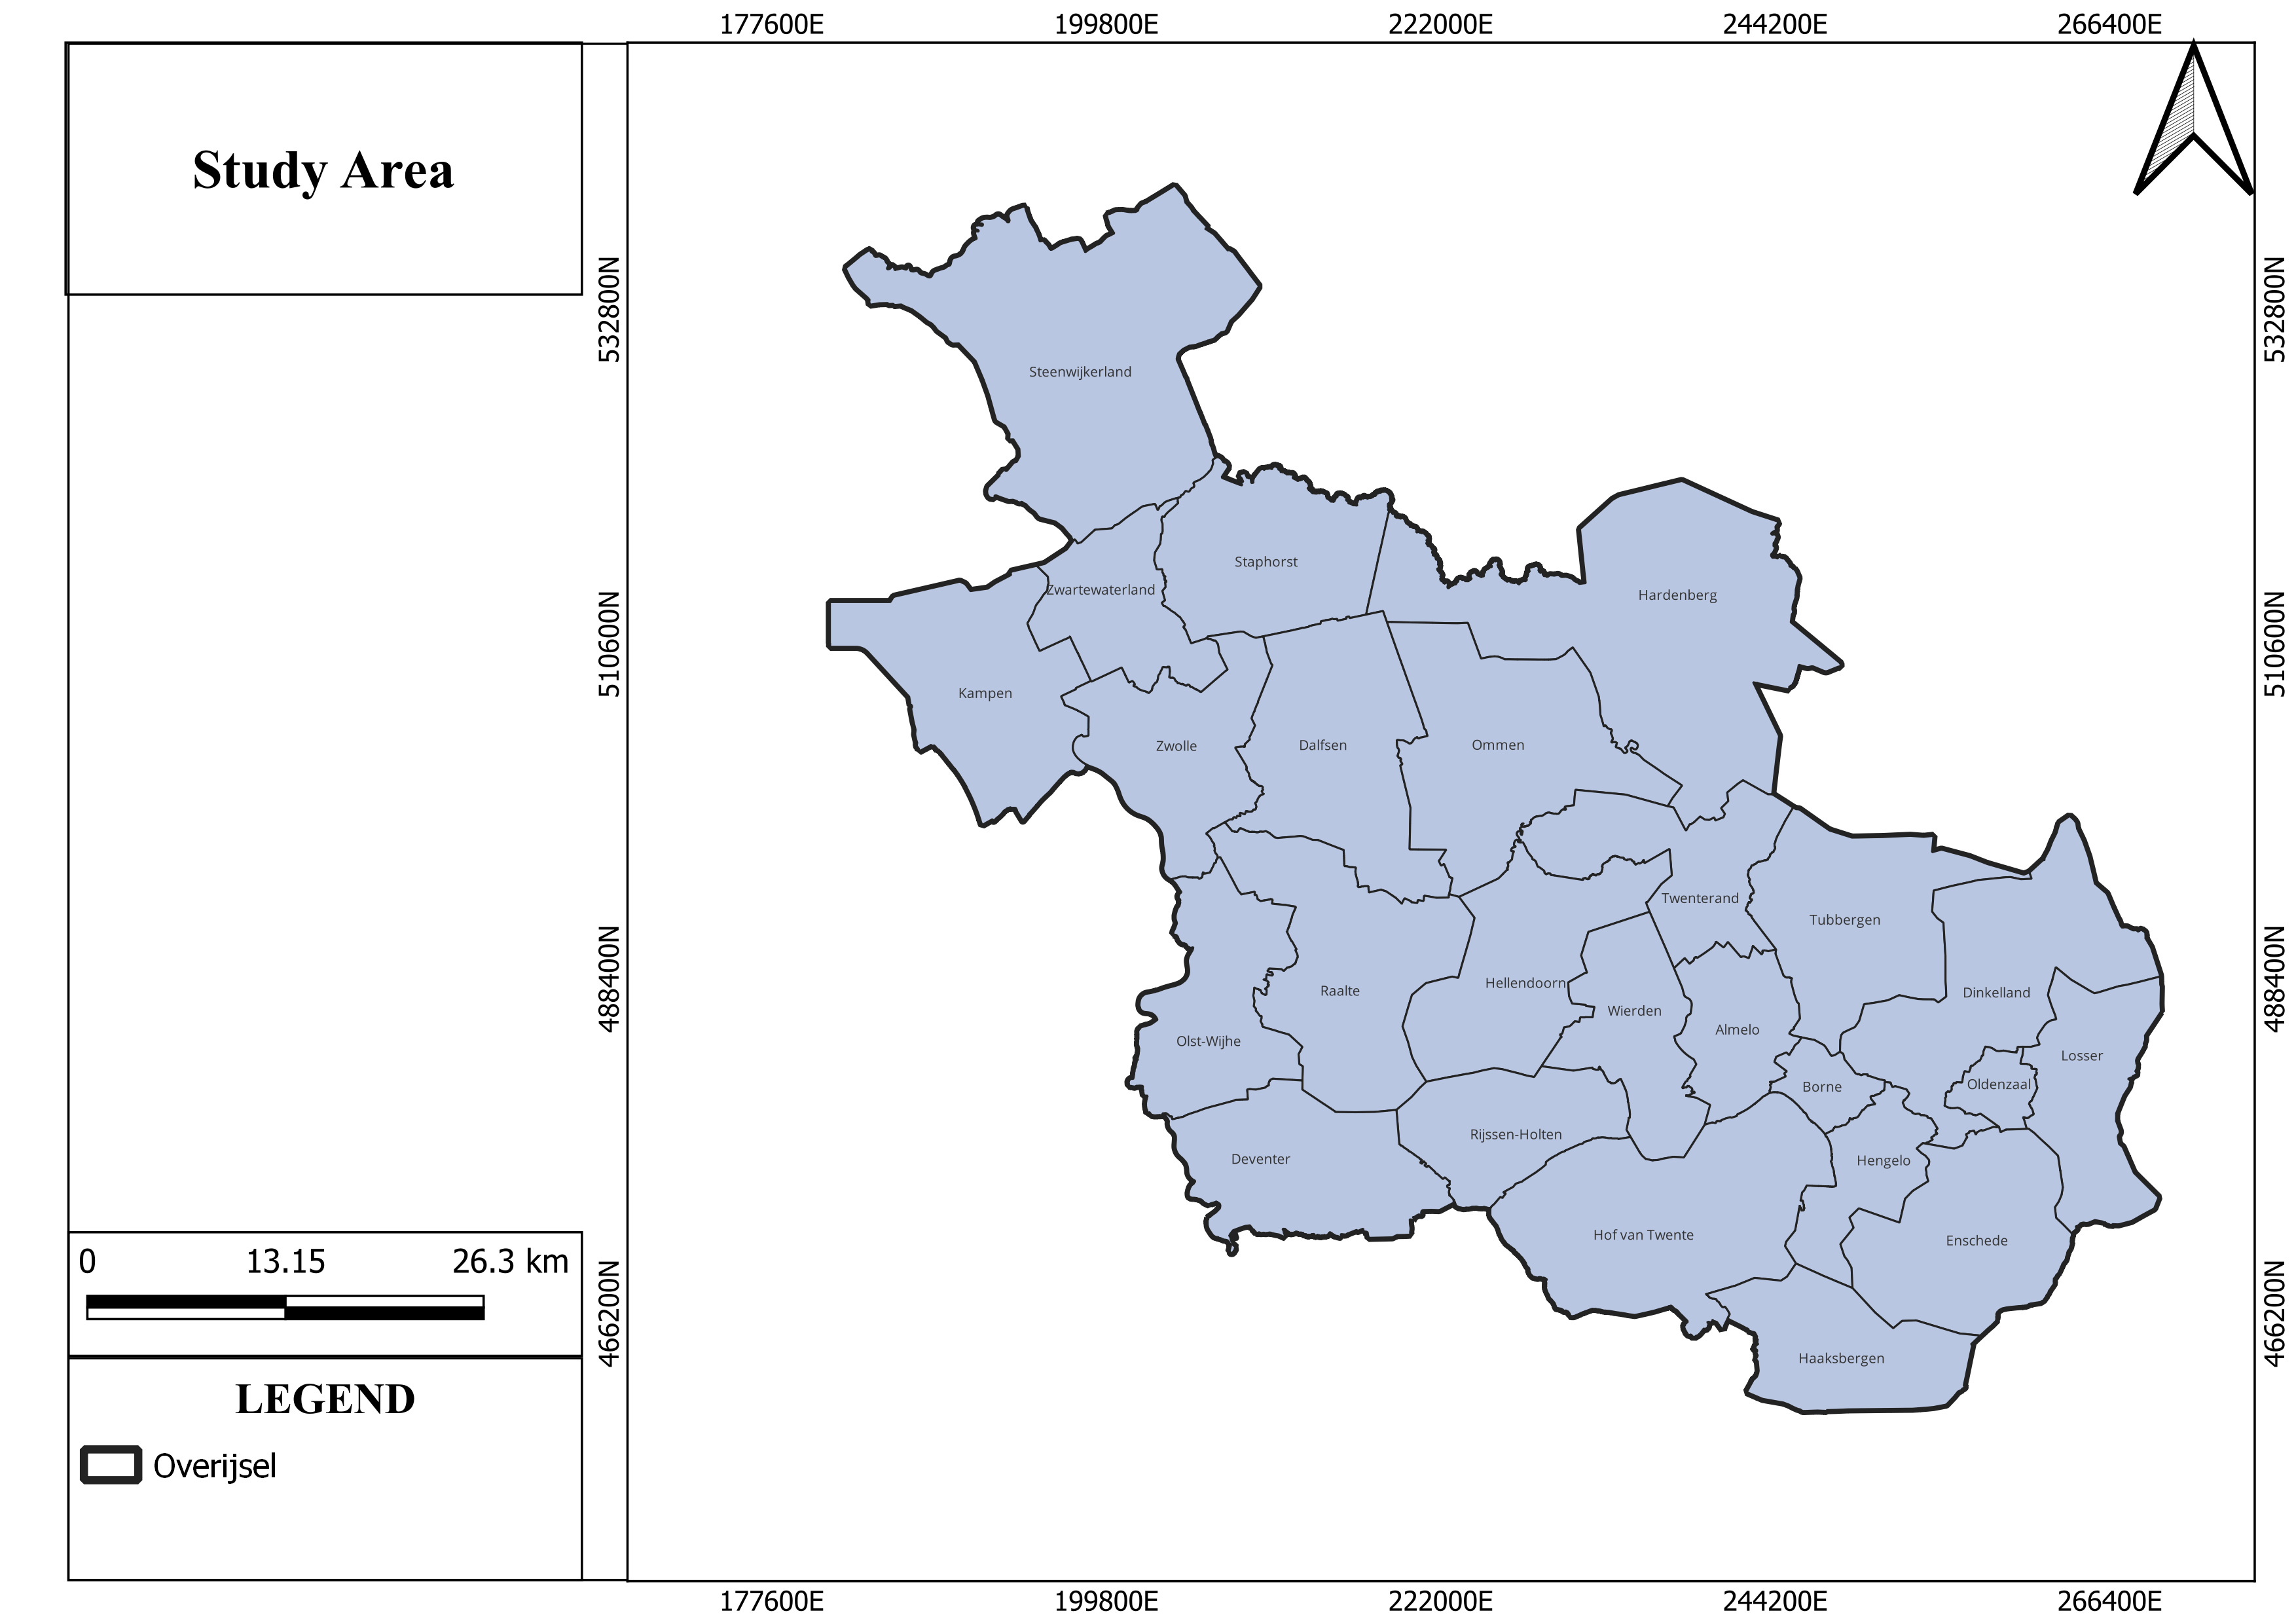 177600E 199800E 222000E 244200E 266400E
Study Area
532800N
532800N
Steenwijkerland
Staphorst
Zwartewaterland
Hardenberg
510600N
510600N
Kampen
Zwolle
Dalfsen
Ommen
Twenterand
Tubbergen
488400N
488400N
Raalte
Hellendoorn
Dinkelland
Wierden
Almelo
Olst-Wijhe
Losser
Oldenzaal
Borne
Rijssen-Holten
Deventer
Hengelo
Hof van Twente
Enschede
0 13.15 26.3 km
466200N
466200N
Haaksbergen
LEGEND
Overijsel
177600E 199800E 222000E 244200E 266400E